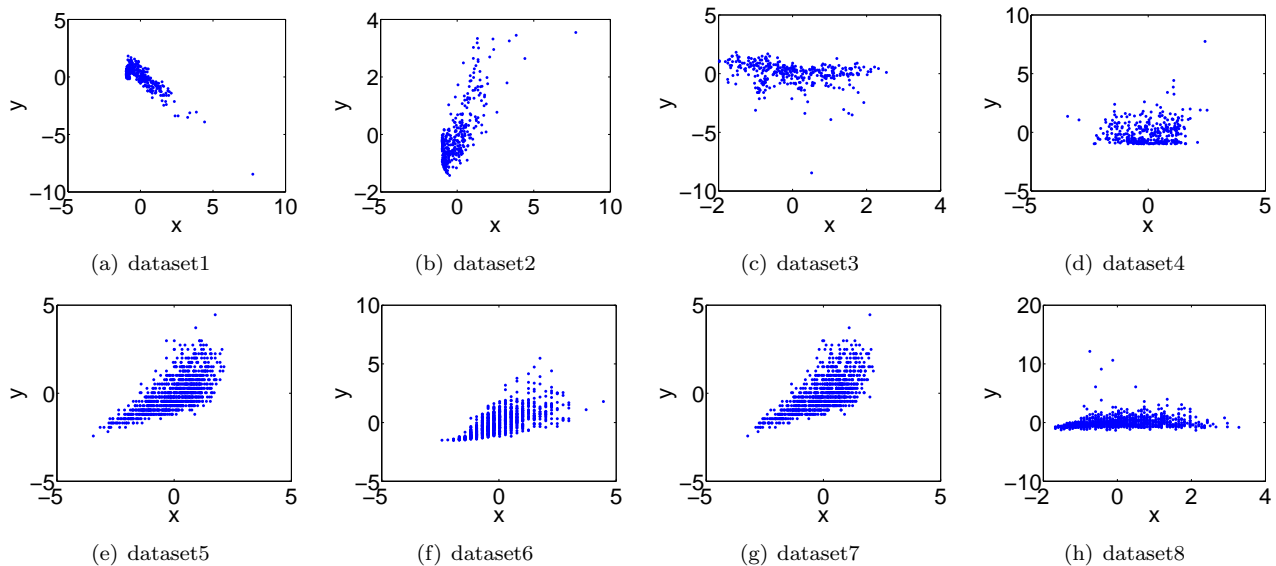 5
0
−5
−10
−5 0 5 10
x
y
(a) dataset1
4
2
0
−2
−5 0 5 10
x
y
(b) dataset2
5
0
−5
−10
−2 0 2 4
x
y
(c) dataset3
10
5
0
−5
−5 0 5
x
y
(d) dataset4
5
0
−5
−5 0 5
x
y
(e) dataset5
10
5
0
−5
−5 0 5
x
y
(f) dataset6
5
0
−5
−5 0 5
x
y
(g) dataset7
20
10
0
−10
−2 0 2 4
x
y
(h) dataset8